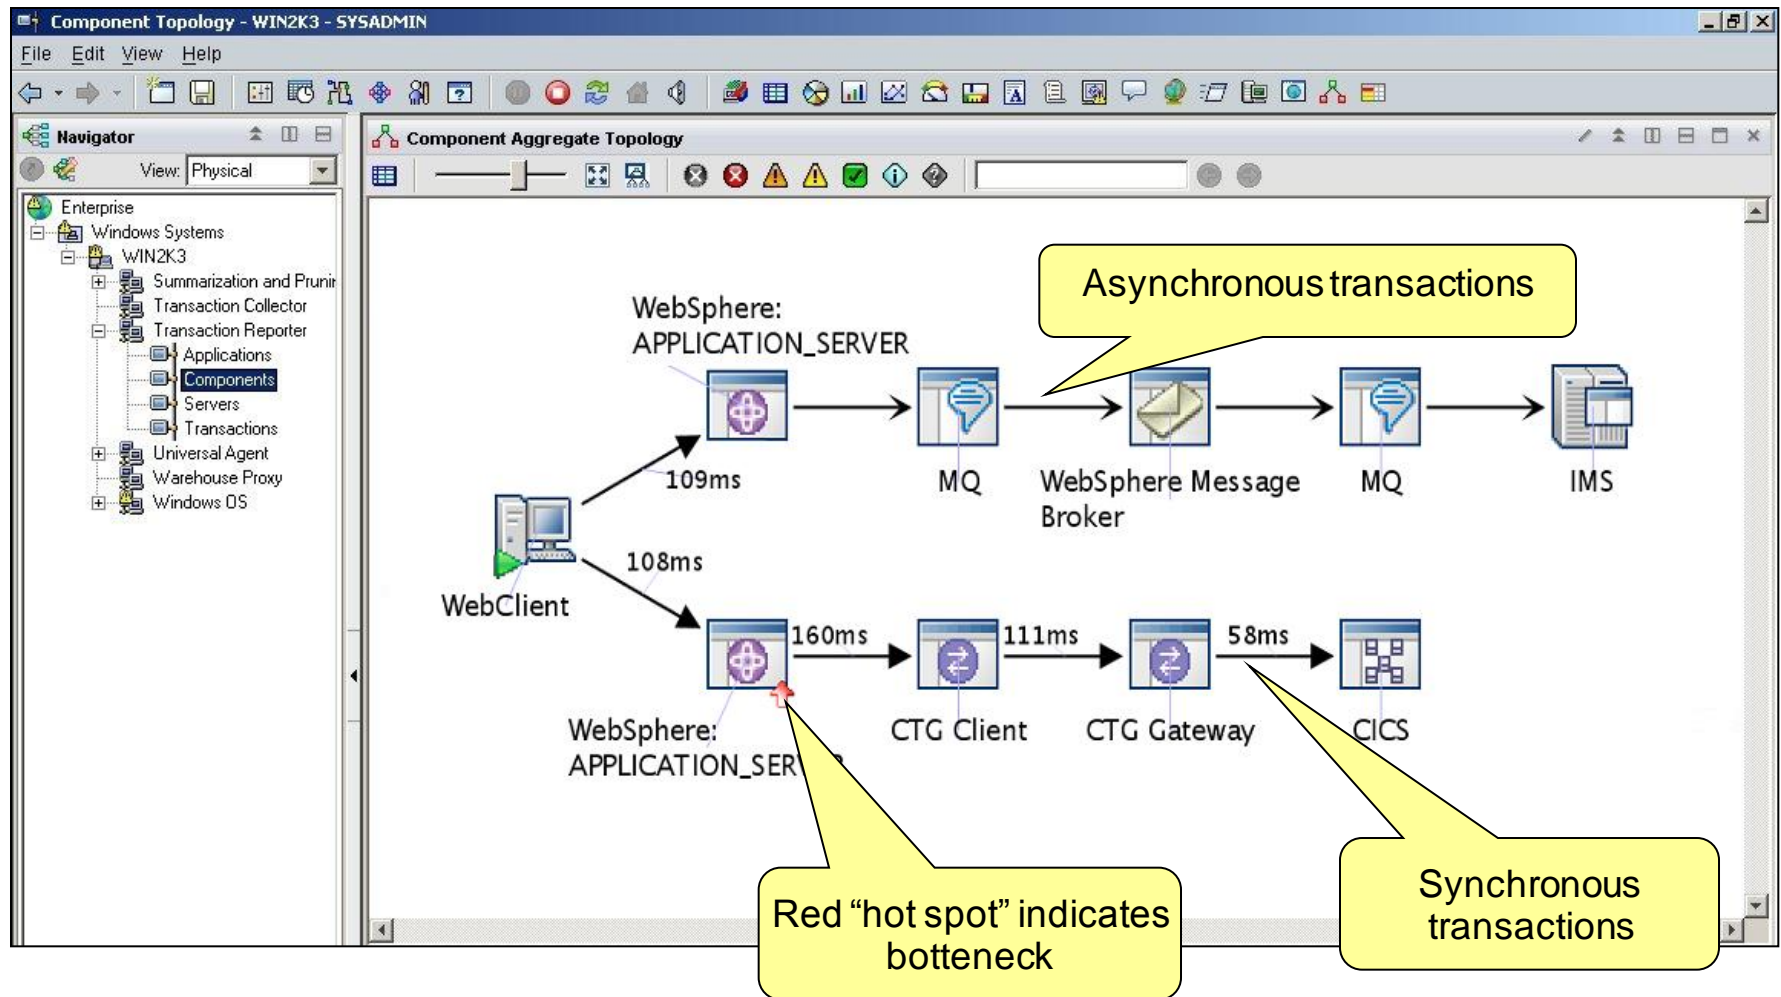 Component Topology - WIN2K3 - SYSADMIN
File Edit View Help
Navigator
View: Physical
Enterprise
Windows Systems
WIN2K3
Summarization and Prunin
Transaction Collector
Transaction Reporter
Applications
Components
Servers
Transactions
Universal Agent
Warehouse Proxy
Windows OS
Component Aggregate Topology
Asynchronous transactions
WebSphere:
APPLICATION_SERVER
109ms
MQ
WebSphere Message
Broker
MQ
IMS
WebClient
108ms
160ms
111ms
58ms
WebSphere:
APPLICATION_SER
CTG Client
CTG Gateway
CICS
Red “hot spot” indicates
botteneck
Synchronous
transactions